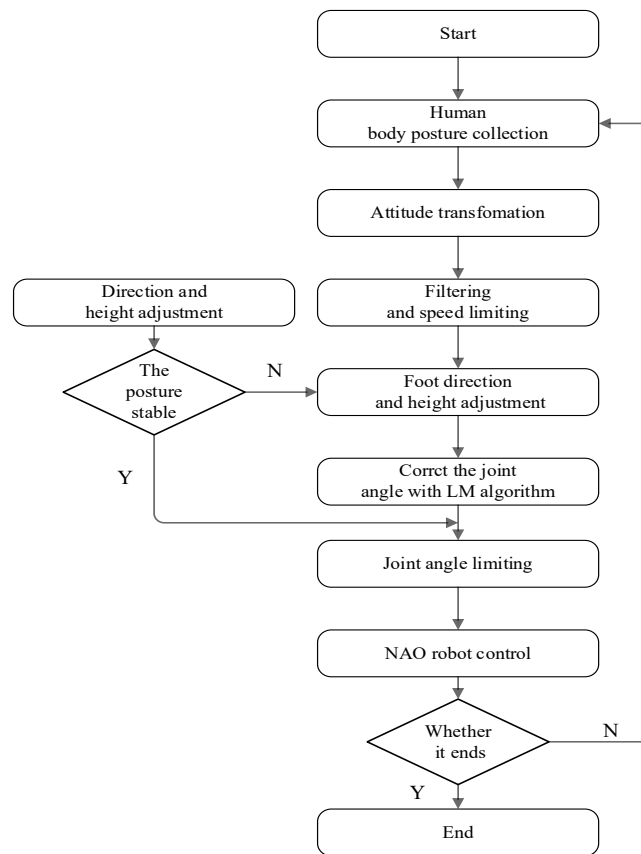 Start
Human
body posture collection
Attitude transfomation
Direction and
height adjustment
Filtering
and speed limiting
The
posture
stable
N
Foot direction
and height adjustment
Y
Corrct the joint
angle with LM algorithm
Joint angle limiting
NAO robot control
Whether
it ends
N
Y
End